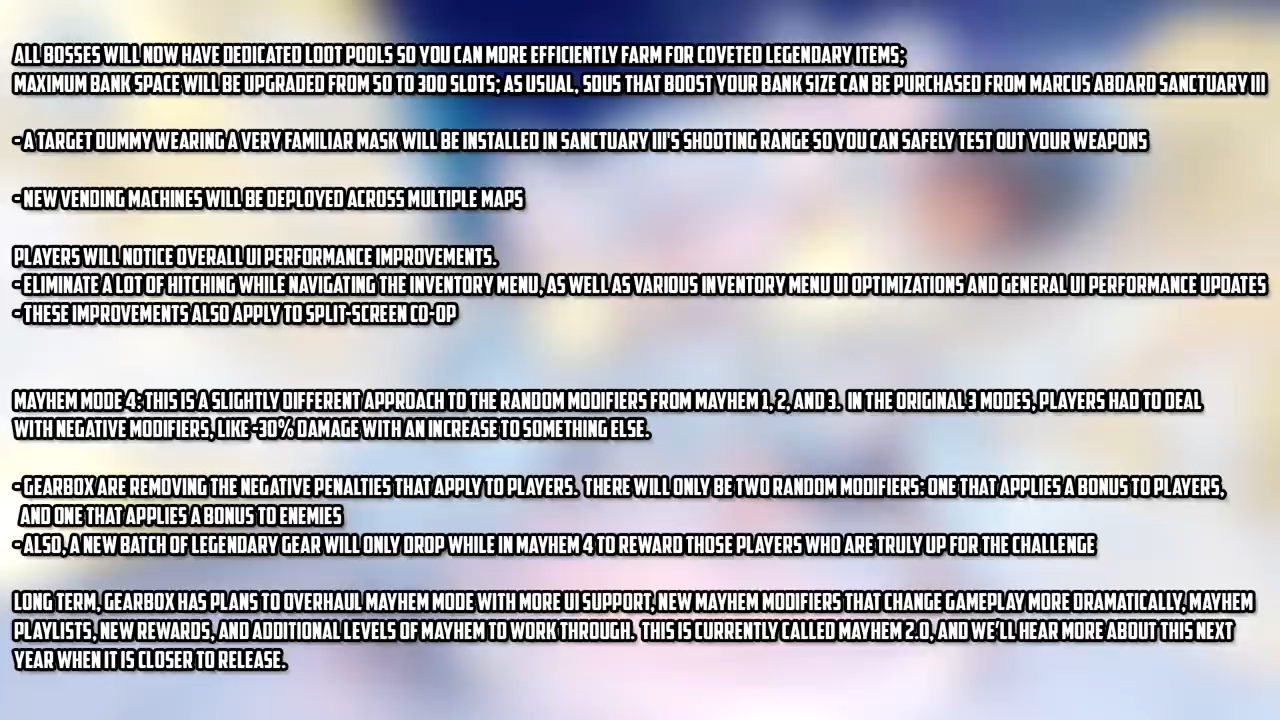 ALL BOSSES WILL NOW HAVE DEDICATED LOOT POOLS SO YOU CAN MORE EFFICIENTLY FARM FOR COVETED LEGENDARY ITEMS;
MAXIMUM BANK SPACE WILL BE UPGRADED FROM 50 TO 300 SLOTS; AS USUAL, SDUS THAT BOOST YOUR BANK SIZE CAN BE PURCHASED FROM MARCUS ABOARD SANCTUARY III
- A TARGET DUMMY WEARING A VERY FAMILIAR MASK WILL BE INSTALLED IN SANCTUARY III'S SHOOTING RANGE SO YOU CAN SAFELY TEST OUT YOUR WEAPONS
- NEW VENDING MACHINES WILL BE DEPLOYED ACROSS MULTIPLE MAPS
PLAYERS WILL NOTICE OVERALL UI PERFORMANCE IMPROVEMENTS.
- ELIMINATE A LOT OF HITCHING WHILE NAVIGATING THE INVENTORY MENU, AS WELL AS VARIOUS INVENTORY MENU UI OPTIMIZATIONS AND GENERAL UI PERFORMANCE UPDATES
- THESE IMPROVEMENTS ALSO APPLY TO SPLIT-SCREEN CO-OP
MAYHEM MODE 4: THIS IS A SLIGHTLY DIFFERENT APPROACH TO THE RANDOM MODIFIERS FROM MAYHEM 1, 2, AND 3. IN THE ORIGINAL 3 MODES, PLAYERS HAD TO DEAL
WITH NEGATIVE MODIFIERS, LIKE -30% DAMAGE WITH AN INCREASE TO SOMETHING ELSE.
- GEARBOX ARE REMOVING THE NEGATIVE PENALTIES THAT APPLY TO PLAYERS. THERE WILL ONLY BE TWO RANDOM MODIFIERS: ONE THAT APPLIES A BONUS TO PLAYERS,
AND ONE THAT APPLIES A BONUS TO ENEMIES
- ALSO, A NEW BATCH OF LEGENDARY GEAR WILL ONLY DROP WHILE IN MAYHEM 4 TO REWARD THOSE PLAYERS WHO ARE TRULY UP FOR THE CHALLENGE
LONG TERM, GEARBOX HAS PLANS TO OVERHAUL MAYHEM MODE WITH MORE UI SUPPORT, NEW MAYHEM MODIFIERS THAT CHANGE GAMEPLAY MORE DRAMATICALLY, MAYHEM
PLAYLISTS, NEW REWARDS, AND ADDITIONAL LEVELS OF MAYHEM TO WORK THROUGH. THIS IS CURRENTLY CALLED MAYHEM 2.0, AND WE'LL HEAR MORE ABOUT THIS NEXT
YEAR WHEN IT IS CLOSER TO RELEASE.